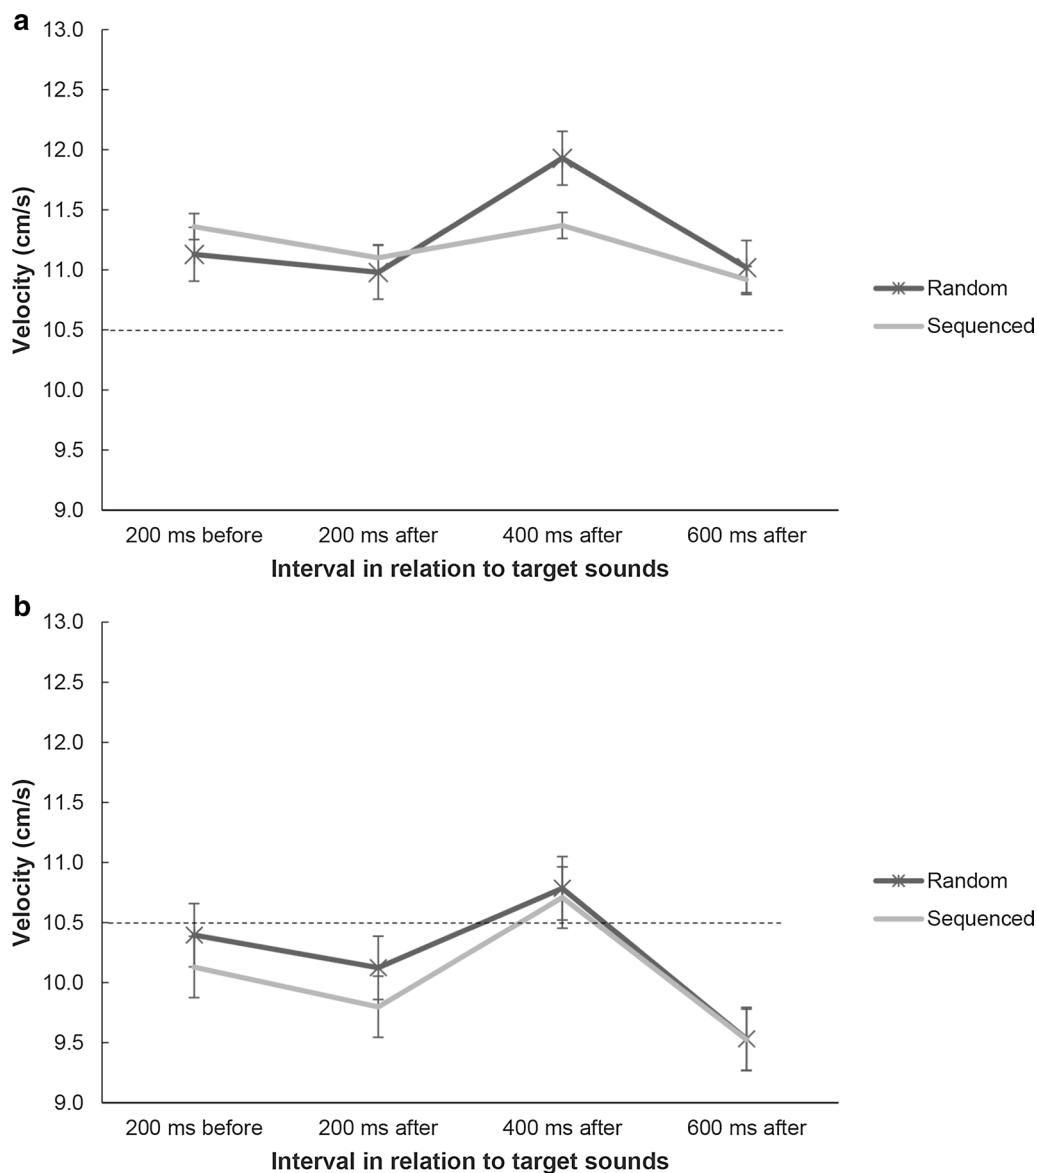 a
13.0
12.5
12.0
11.5
11.0
10.5
10.0
9.5
9.0
Velocity (cm/s)
200 ms before 200 ms after 400 ms after 600 ms after
Interval in relation to target sounds
Random
Sequenced
b
13.0
12.5
12.0
11.5
11.0
10.5
10.0
9.5
9.0
Velocity (cm/s)
200 ms before 200 ms after 400 ms after 600 ms after
Interval in relation to target sounds
Random
Sequenced